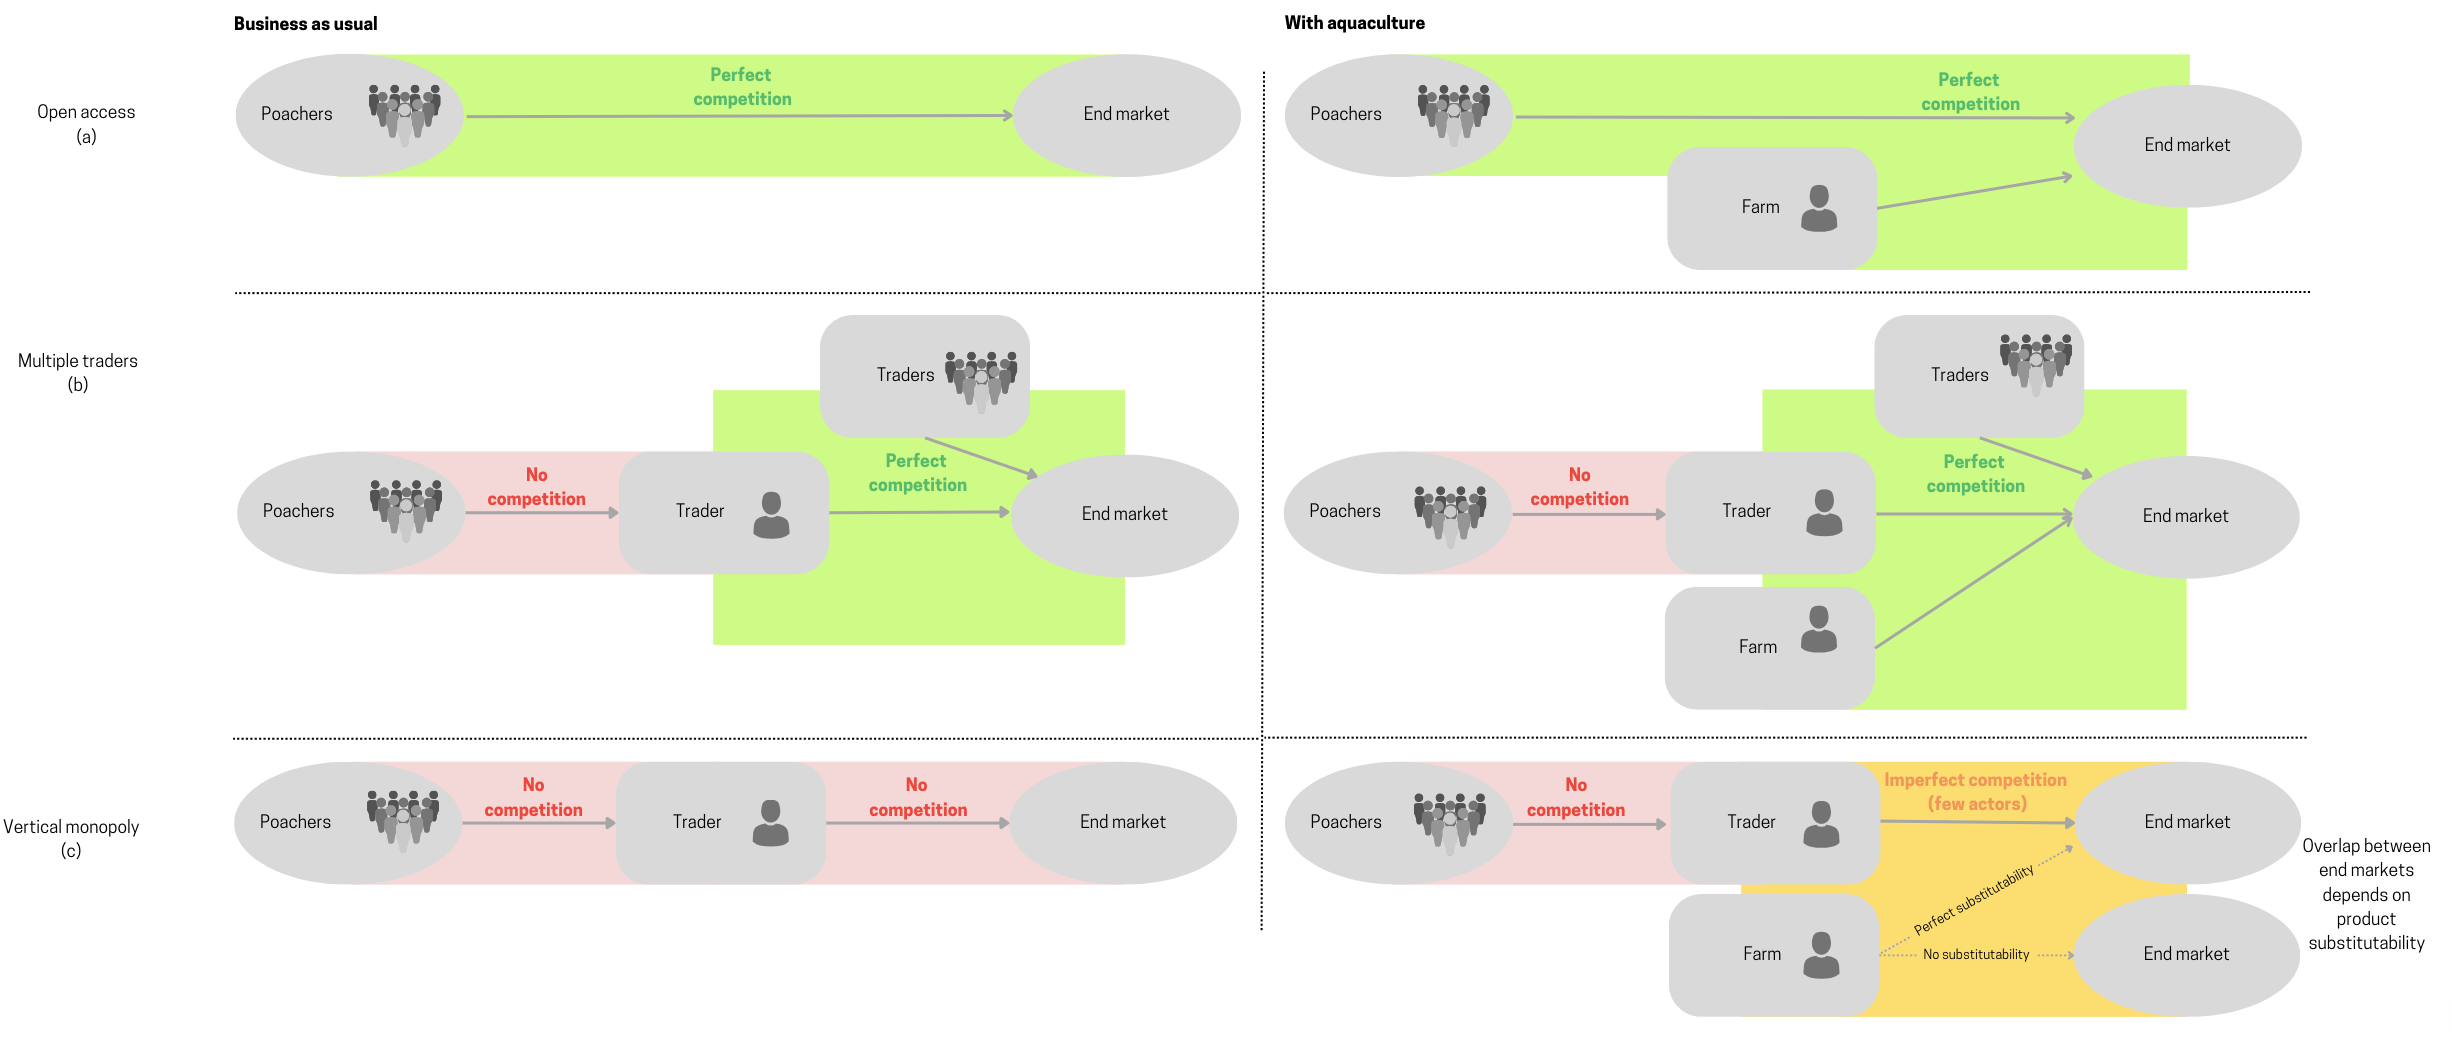 Business as usual
With aquaculture
Open access
(a)
Poachers
Perfect
competition
End market
Poachers
Perfect
competition
End market
Farm
Multiple traders
(b)
Traders
Poachers
No
competition
Trader
Perfect
competition
End market
Traders
Poachers
No
competition
Trader
Perfect
competition
End market
Farm
Vertical monopoly
(c)
Poachers
No
competition
Trader
No
competition
End market
Poachers
No
competition
Trader
Imperfect competition
(few actors)
End market
Perfect substitutability
Farm
No substitutability
End market
Overlap between
end markets
depends on
product
substitutability